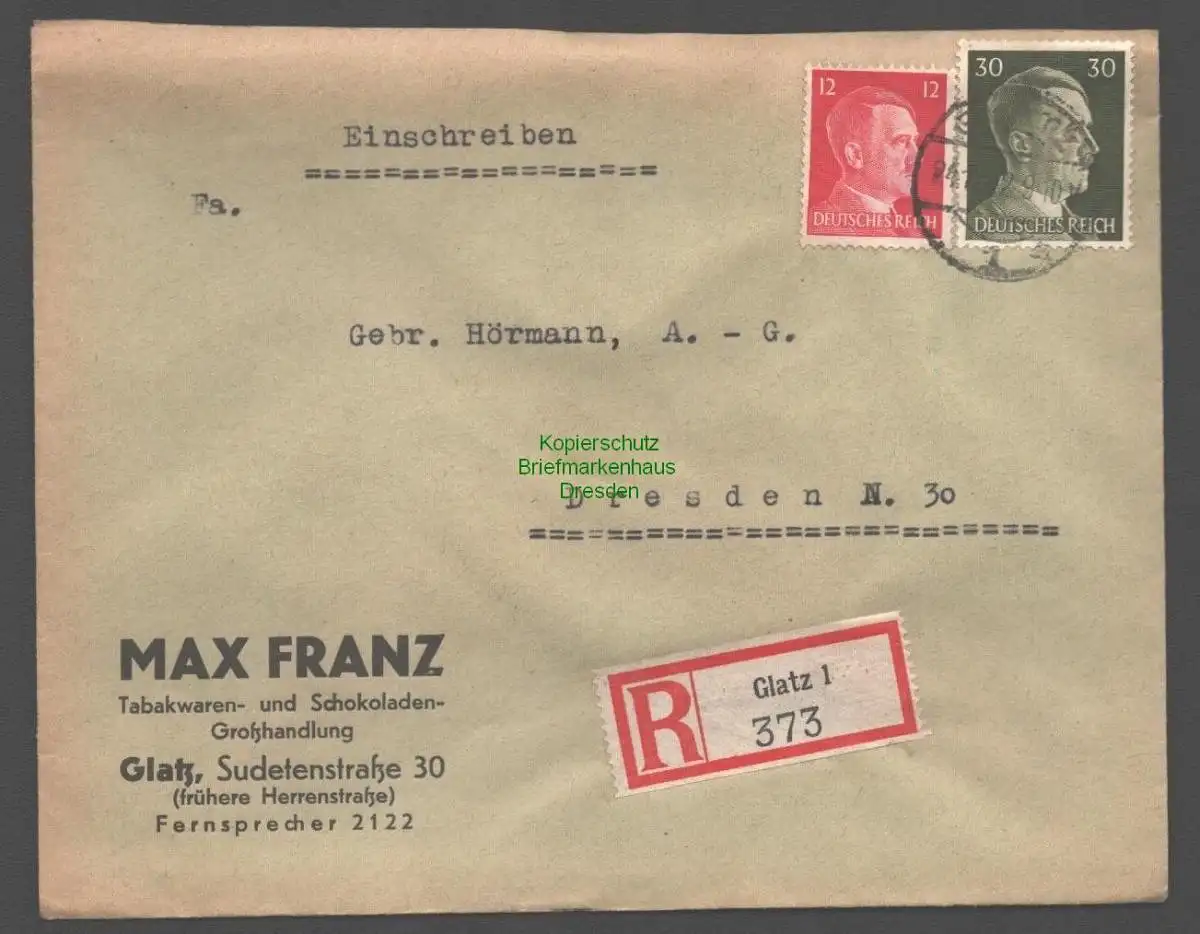 Einschreiben
Fa.
12 12
DEUTSCHES REICH
30 30
DEUTSCHES REICH
Gebr. Hörmann, A. - G.
Kopierschutz
Briefmarkenhaus
Dresden
Dresden N. 30
MAX FRANZ
Tabakwaren- und Schokoladen-
Großhandlung
Glatz, Sudetenstraße 30
(frühere Herrenstraße)
Fernsprecher 2122
R
Glatz 1
373